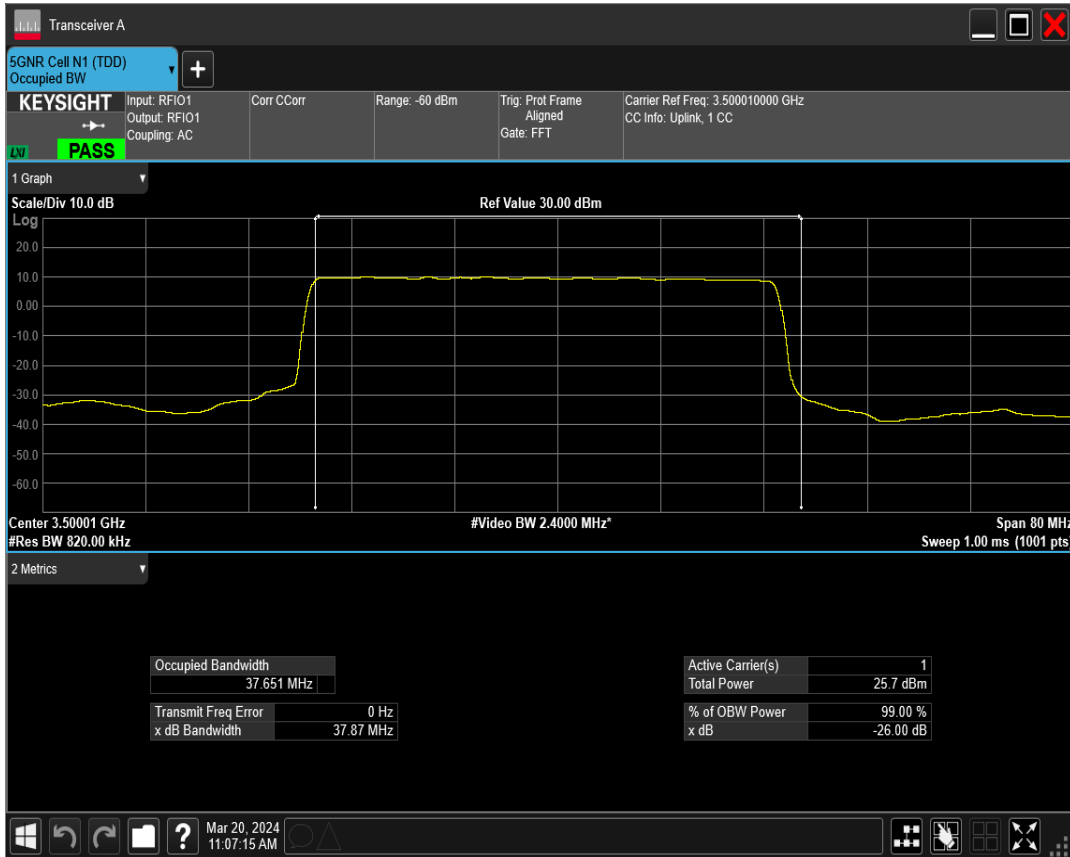 Transceiver A
5GNR Cell N1 (TDD)
Occupied BW
+
KEYSIGHT
LXI
PASS
Input: RFIO1
Output: RFIO1
Coupling: AC
Corr CCorr
Range: -60 dBm
Trig: Prot Frame
Aligned
Gate: FFT
Carrier Ref Freq: 3.500010000 GHz
CC Info: Uplink, 1 CC
1 Graph
Scale/Div 10.0 dB
Ref Value 30.00 dBm
Log
20.0
10.0
0.00
-10.0
-20.0
-30.0
-40.0
-50.0
-60.0
Center 3.50001 GHz
#Video BW 2.4000 MHz*
Span 80 MHz
#Res BW 820.00 kHz
Sweep 1.00 ms (1001 pts)
2 Metrics
Occupied Bandwidth
37.651 MHz
Transmit Freq Error 0 Hz
x dB Bandwidth 37.87 MHz
Active Carrier(s) 1
Total Power 25.7 dBm
% of OBW Power 99.00 %
x dB -26.00 dB
?
Mar 20, 2024
11:07:15 AM